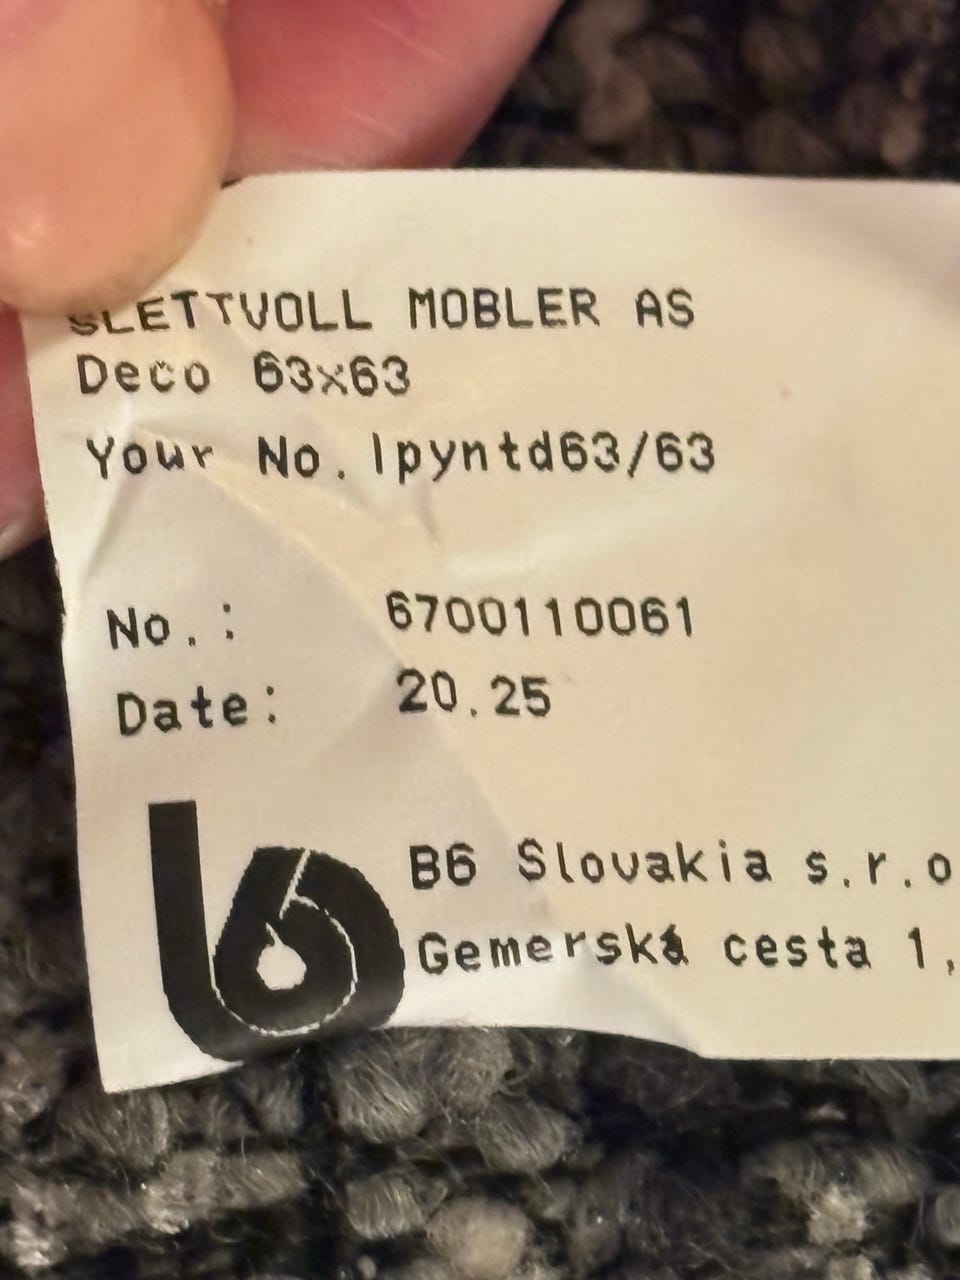 SLETTVOLL MOBLER AS
Deco 63x63
Your No. lpyntd63/63
No.: 6700110061
Date: 20.25
B6 Slovakia s.r.o
Gemerská cesta 1,